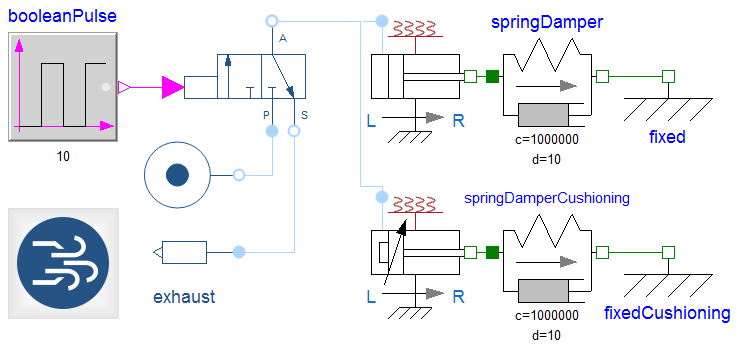 booleanPulse
10
A
P
S
exhaust
L
R
springDamper
c=1000000
d=10
fixed
springDamperCushioning
L
R
c=1000000
d=10
fixedCushioning